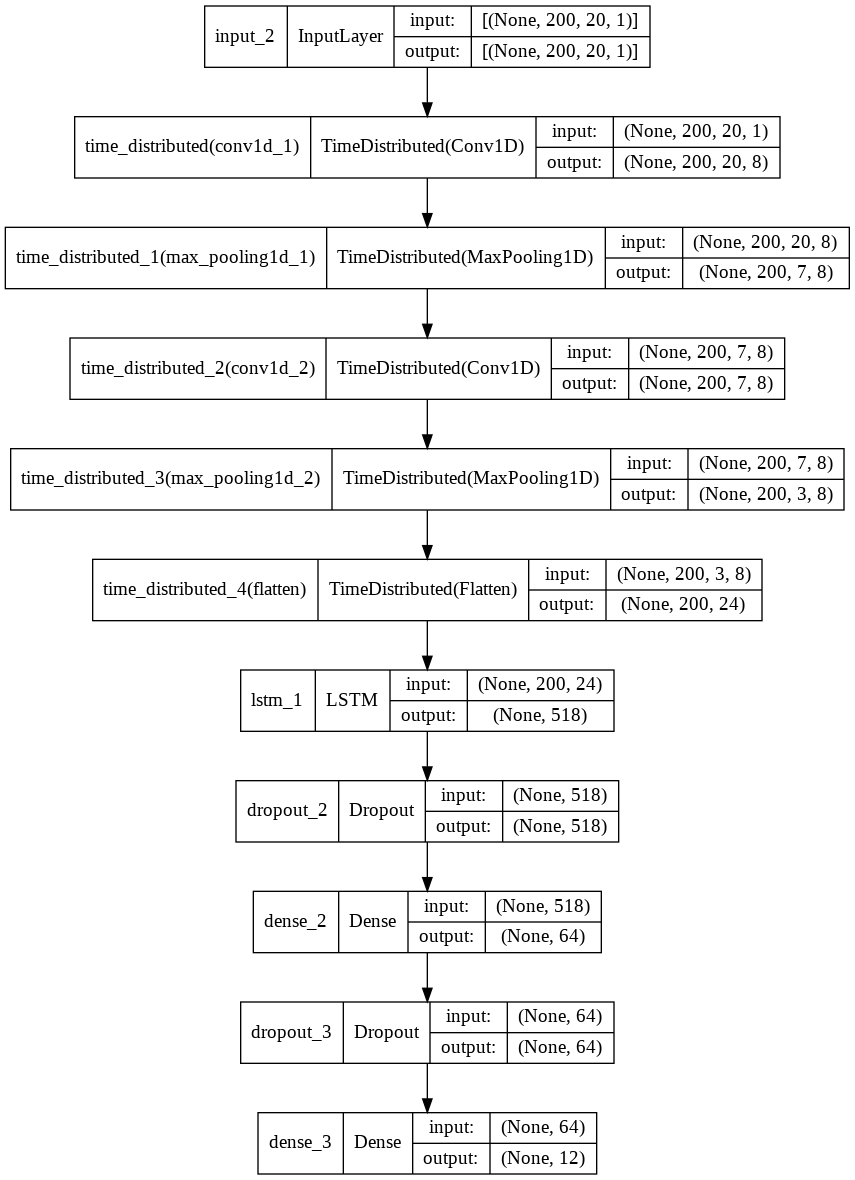 input_2 InputLayer input: [(None, 200, 20, 1)]
output: [(None, 200, 20, 1)]
time_distributed(conv1d_1) TimeDistributed(Conv1D) input: (None, 200, 20, 1)
output: (None, 200, 20, 8)
time_distributed_1(max_pooling1d_1) TimeDistributed(MaxPooling1D) input: (None, 200, 20, 8)
output: (None, 200, 7, 8)
time_distributed_2(conv1d_2) TimeDistributed(Conv1D) input: (None, 200, 7, 8)
output: (None, 200, 7, 8)
time_distributed_3(max_pooling1d_2) TimeDistributed(MaxPooling1D) input: (None, 200, 7, 8)
output: (None, 200, 3, 8)
time_distributed_4(flatten) TimeDistributed(Flatten) input: (None, 200, 3, 8)
output: (None, 200, 24)
lstm_1 LSTM input: (None, 200, 24)
output: (None, 518)
dropout_2 Dropout input: (None, 518)
output: (None, 518)
dense_2 Dense input: (None, 518)
output: (None, 64)
dropout_3 Dropout input: (None, 64)
output: (None, 64)
dense_3 Dense input: (None, 64)
output: (None, 12)